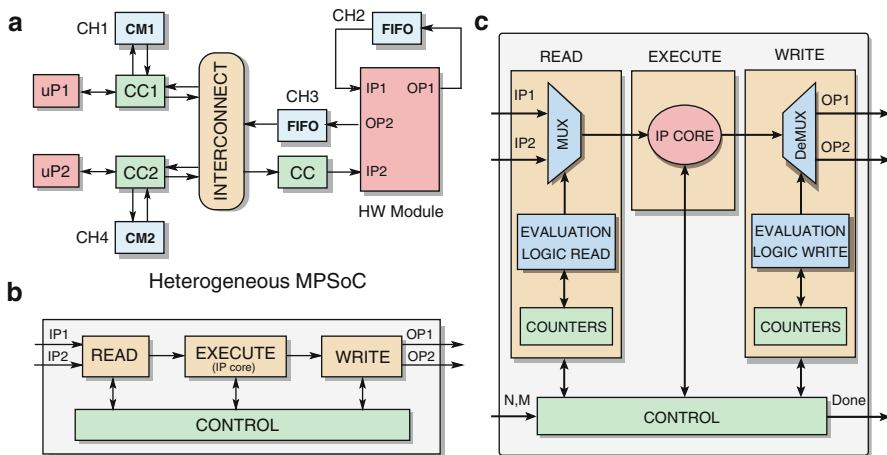 a
CH1
CM1
uP1
CC1
INTERCONNECT
CH2
FIFO
IP1
OP1
CH3
FIFO
OP2
uP2
CC2
CC
IP2
HW Module
CH4
CM2
Heterogeneous MPSoC
b
IP1
IP2
READ
EXECUTE
(IP core)
WRITE
OP1
OP2
CONTROL
c
READ
EXECUTE
WRITE
IP1
IP2
MUX
IP CORE
DeMUX
OP1
OP2
EVALUATION
LOGIC READ
EVALUATION
LOGIC WRITE
COUNTERS
COUNTERS
N,M
CONTROL
Done